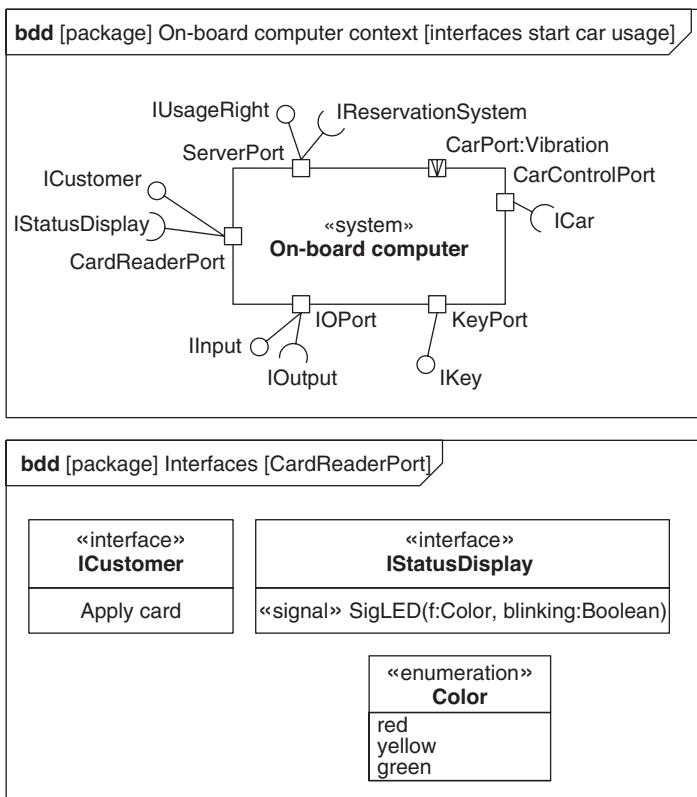 bdd [package] On-board computer context [interfaces start car usage]
IUsageRight
IReservationSystem
ServerPort
CarPort:Vibration
ICustomer
CarControlPort
IStatusDisplay
«system»
ICar
On-board computer
CardReaderPort
IOPort
KeyPort
IInput
IOutput
IKey
bdd [package] Interfaces [CardReaderPort]
«interface»
ICustomer
Apply card
«interface»
IStatusDisplay
«signal» SigLED(f:Color, blinking:Boolean)
«enumeration»
Color
red
yellow
green